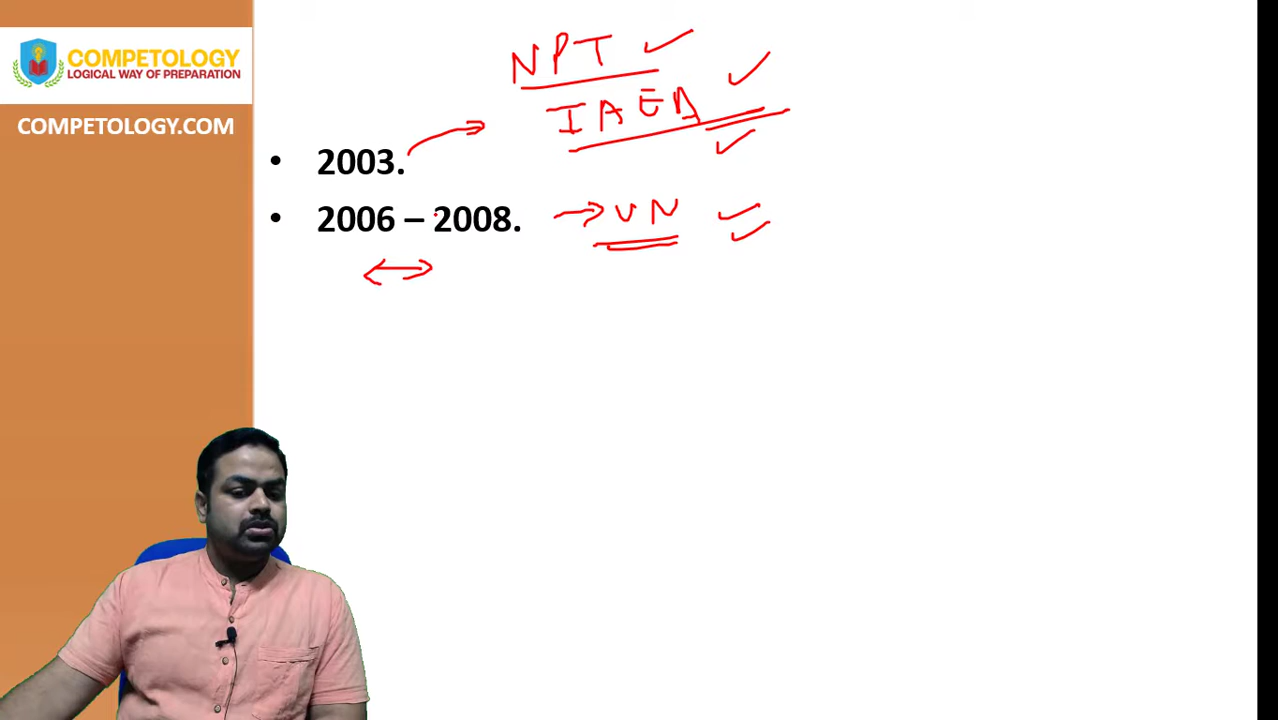 COMPETOLOGY
LOGICAL WAY OF PREPARATION
COMPETOLOGY.COM
NPT
IAEA
• 2003.
• 2006 – 2008.
UN